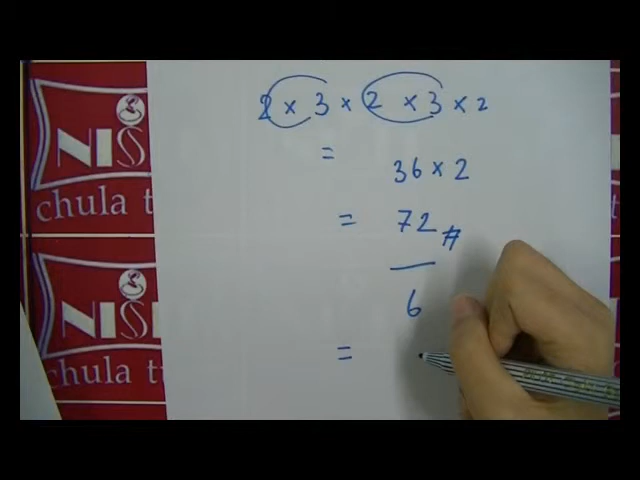 2 × 3 × 2 × 3 × 2
= 36 × 2
= 72 #
6
=
NIS
chula t
NIS
chula t